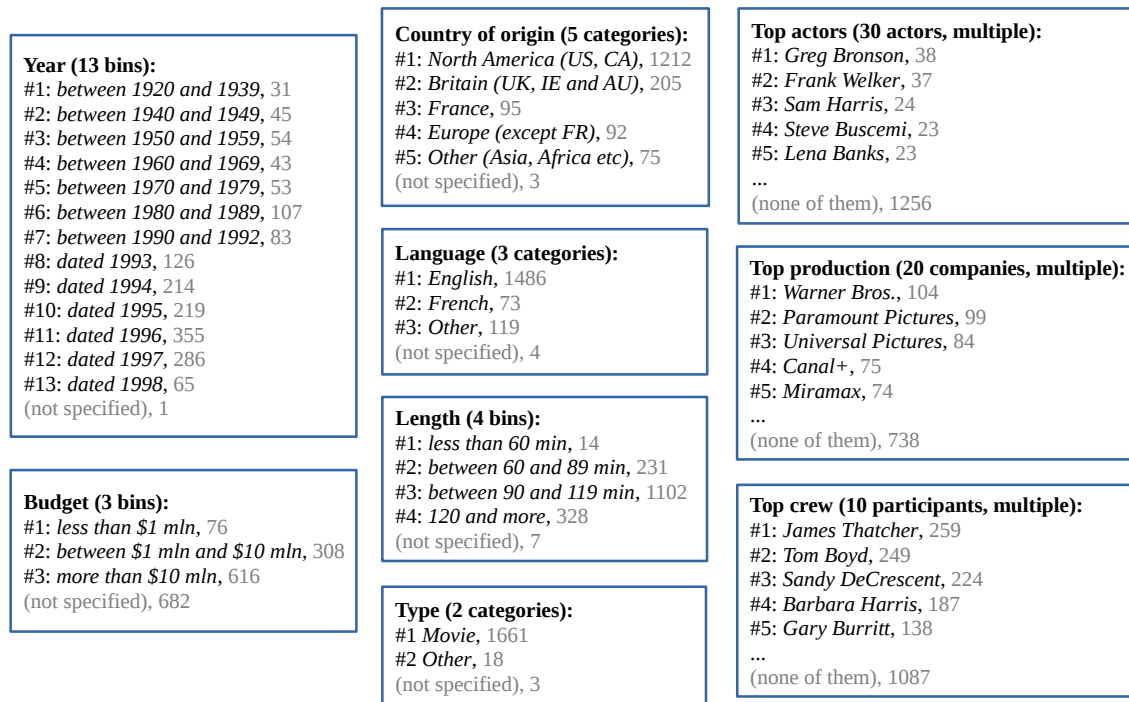 Year (13 bins):
#1: between 1920 and 1939, 31
#2: between 1940 and 1949, 45
#3: between 1950 and 1959, 54
#4: between 1960 and 1969, 43
#5: between 1970 and 1979, 53
#6: between 1980 and 1989, 107
#7: between 1990 and 1992, 83
#8: dated 1993, 126
#9: dated 1994, 214
#10: dated 1995, 219
#11: dated 1996, 355
#12: dated 1997, 286
#13: dated 1998, 65
(not specified), 1
Budget (3 bins):
#1: less than $1 mln, 76
#2: between $1 mln and $10 mln, 308
#3: more than $10 mln, 616
(not specified), 682
Country of origin (5 categories):
#1: North America (US, CA), 1212
#2: Britain (UK, IE and AU), 205
#3: France, 95
#4: Europe (except FR), 92
#5: Other (Asia, Africa etc), 75
(not specified), 3
Language (3 categories):
#1: English, 1486
#2: French, 73
#3: Other, 119
(not specified), 4
Length (4 bins):
#1: less than 60 min, 14
#2: between 60 and 89 min, 231
#3: between 90 and 119 min, 1102
#4: 120 and more, 328
(not specified), 7
Type (2 categories):
#1 Movie, 1661
#2 Other, 18
(not specified), 3
Top actors (30 actors, multiple):
#1: Greg Bronson, 38
#2: Frank Welker, 37
#3: Sam Harris, 24
#4: Steve Buscemi, 23
#5: Lena Banks, 23
...
(none of them), 1256
Top production (20 companies, multiple):
#1: Warner Bros., 104
#2: Paramount Pictures, 99
#3: Universal Pictures, 84
#4: Canal+, 75
#5: Miramax, 74
...
(none of them), 738
Top crew (10 participants, multiple):
#1: James Thatcher, 259
#2: Tom Boyd, 249
#3: Sandy DeCrescent, 224
#4: Barbara Harris, 187
#5: Gary Burritt, 138
...
(none of them), 1087